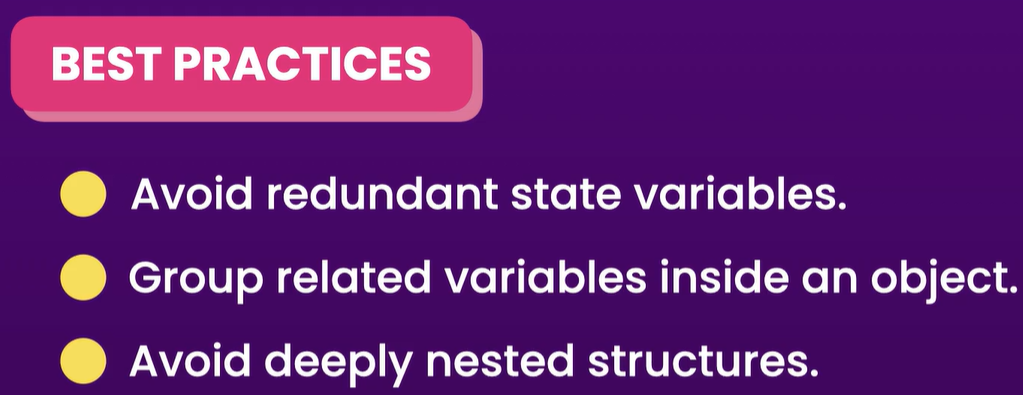 BEST PRACTICES
Avoid redundant state variables.
Group related variables inside an object.
Avoid deeply nested structures.